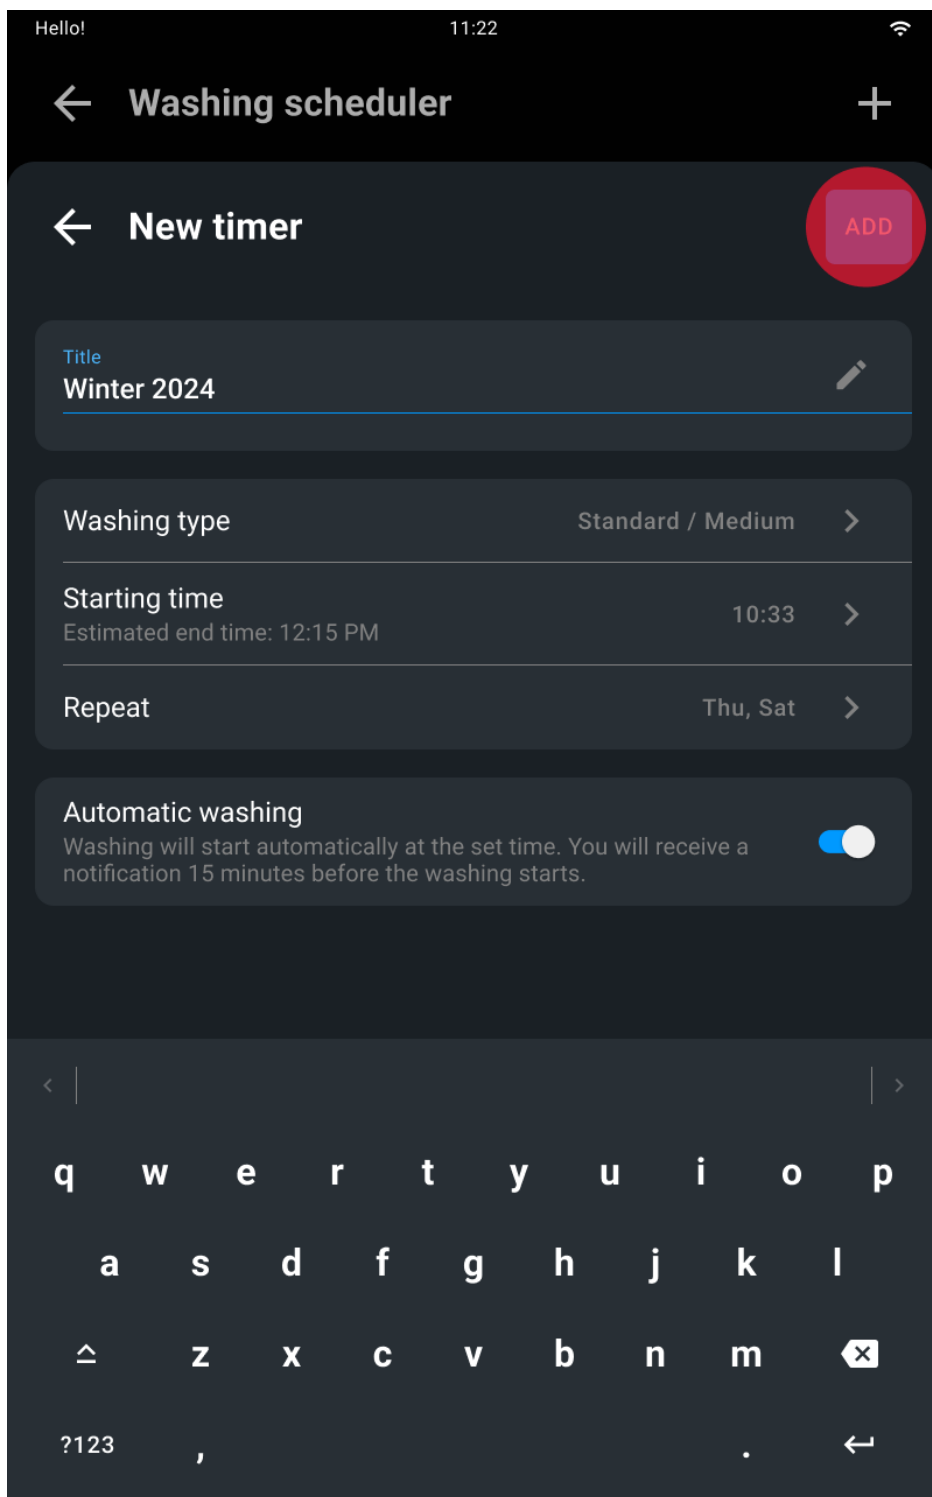 Hello! 11:22
Washing scheduler
New timer ADD
Title
Winter 2024
Washing type Standard / Medium
Starting time 10:33
Estimated end time: 12:15 PM
Repeat Thu, Sat
Automatic washing
Washing will start automatically at the set time. You will receive a
notification 15 minutes before the washing starts.
q w e r t y u i o p
a s d f g h j k l
z x c v b n m
?123 , .